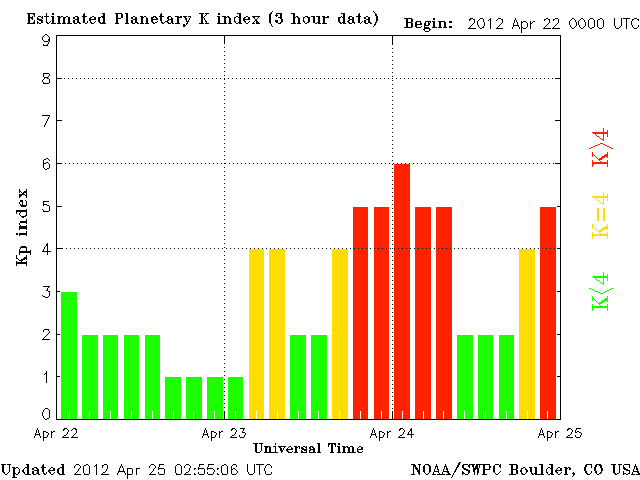 Estimated Planetary K index (3 hour data) Begin: 2012 Apr 22 0000 UTC
9
8
7
6
5
4
3
2
1
0
Kp index
K>4
K=4
K<4
Apr 22 Apr 23 Apr 24 Apr 25
Universal Time
Updated 2012 Apr 25 02:55:06 UTC NOAA/SWPC Boulder, CO USA